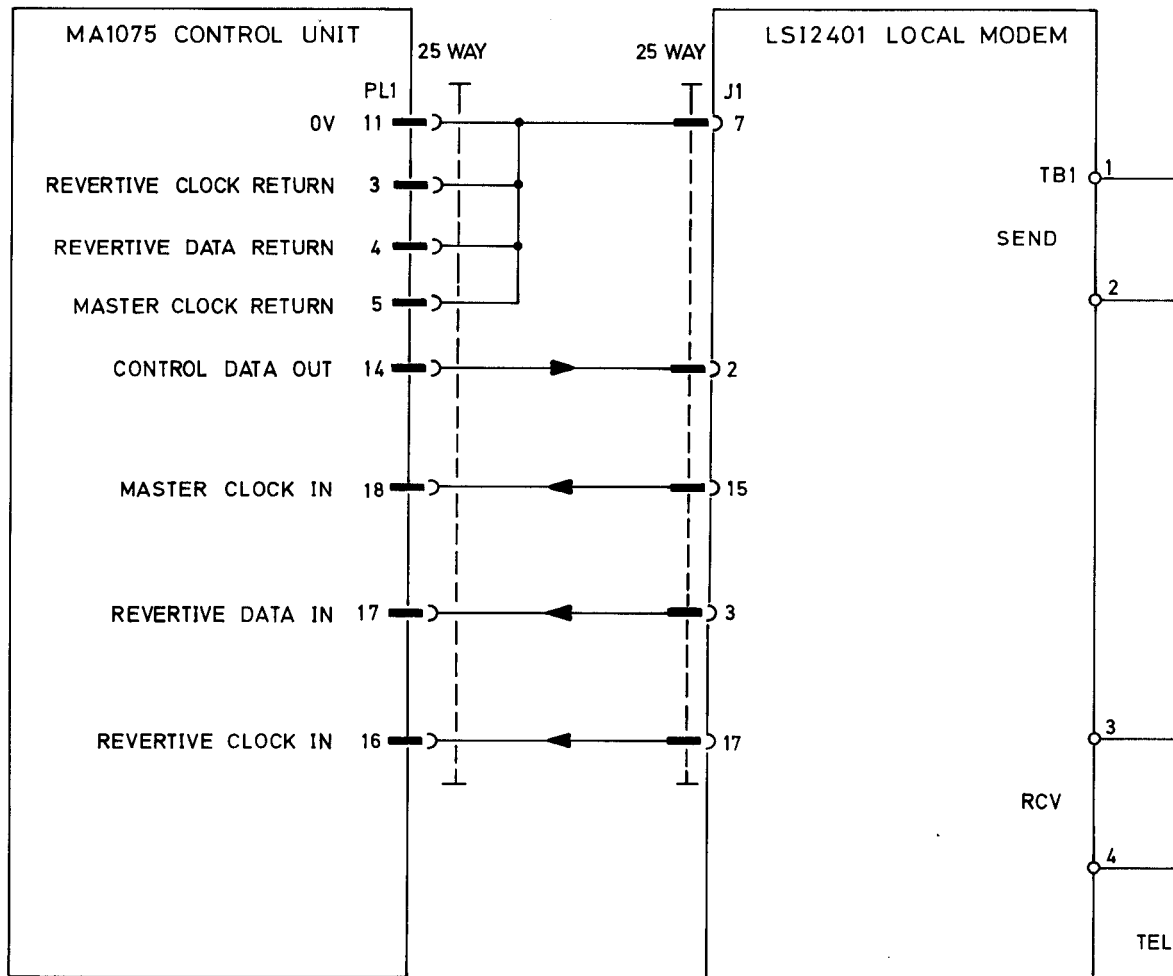 MA1075 CONTROL UNIT
25 WAY
25 WAY
LSI2401 LOCAL MODEM
PL1
J1
0V 11
7
REVERTIVE CLOCK RETURN 3
REVERTIVE DATA RETURN 4
MASTER CLOCK RETURN 5
CONTROL DATA OUT 14
2
MASTER CLOCK IN 18
15
REVERTIVE DATA IN 17
3
REVERTIVE CLOCK IN 16
17
TB1 1
SEND
2
3
RCV
4
TEL